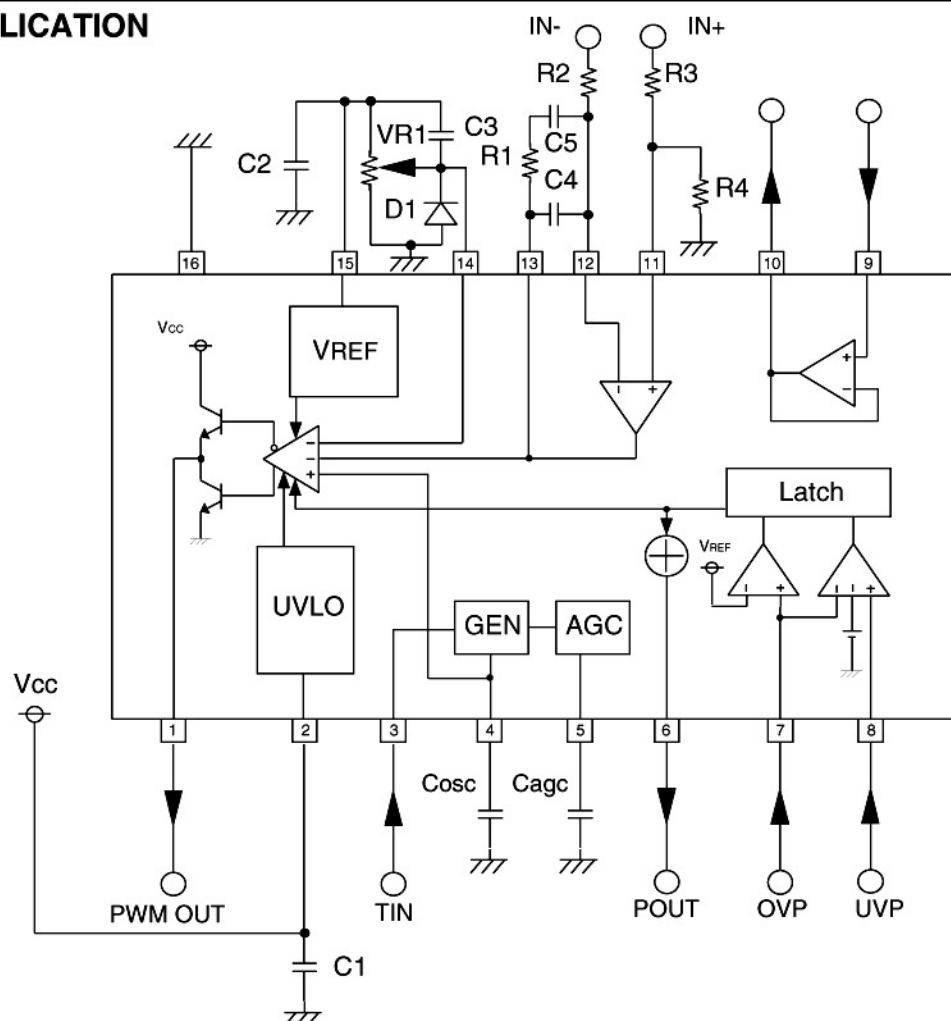 LICATION
IN- IN+
R2 R3
C5
C3
VR1
R1
C2
C4
R4
D1
16 15 14 13 12 11 10 9
Vcc
VREF
+
- +
-
-
-
+
Latch
VREF
- + - - +
UVLO
GEN AGC
Vcc
1 2 3 4 5 6 7 8
Cosc Cagc
PWM OUT TIN POUT OVP UVP
C1